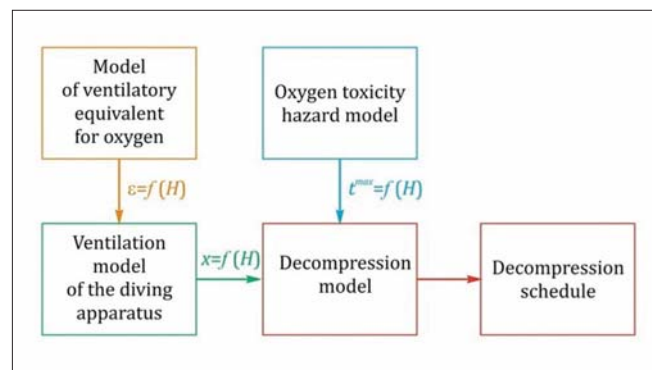 Model
of ventilatory
equivalent
for oxygen
Oxygen toxicity
hazard model
ε=f(H)
t^max=f(H)
Ventilation
model
of the diving
apparatus
x=f(H)
Decompression
model
Decompression
schedule